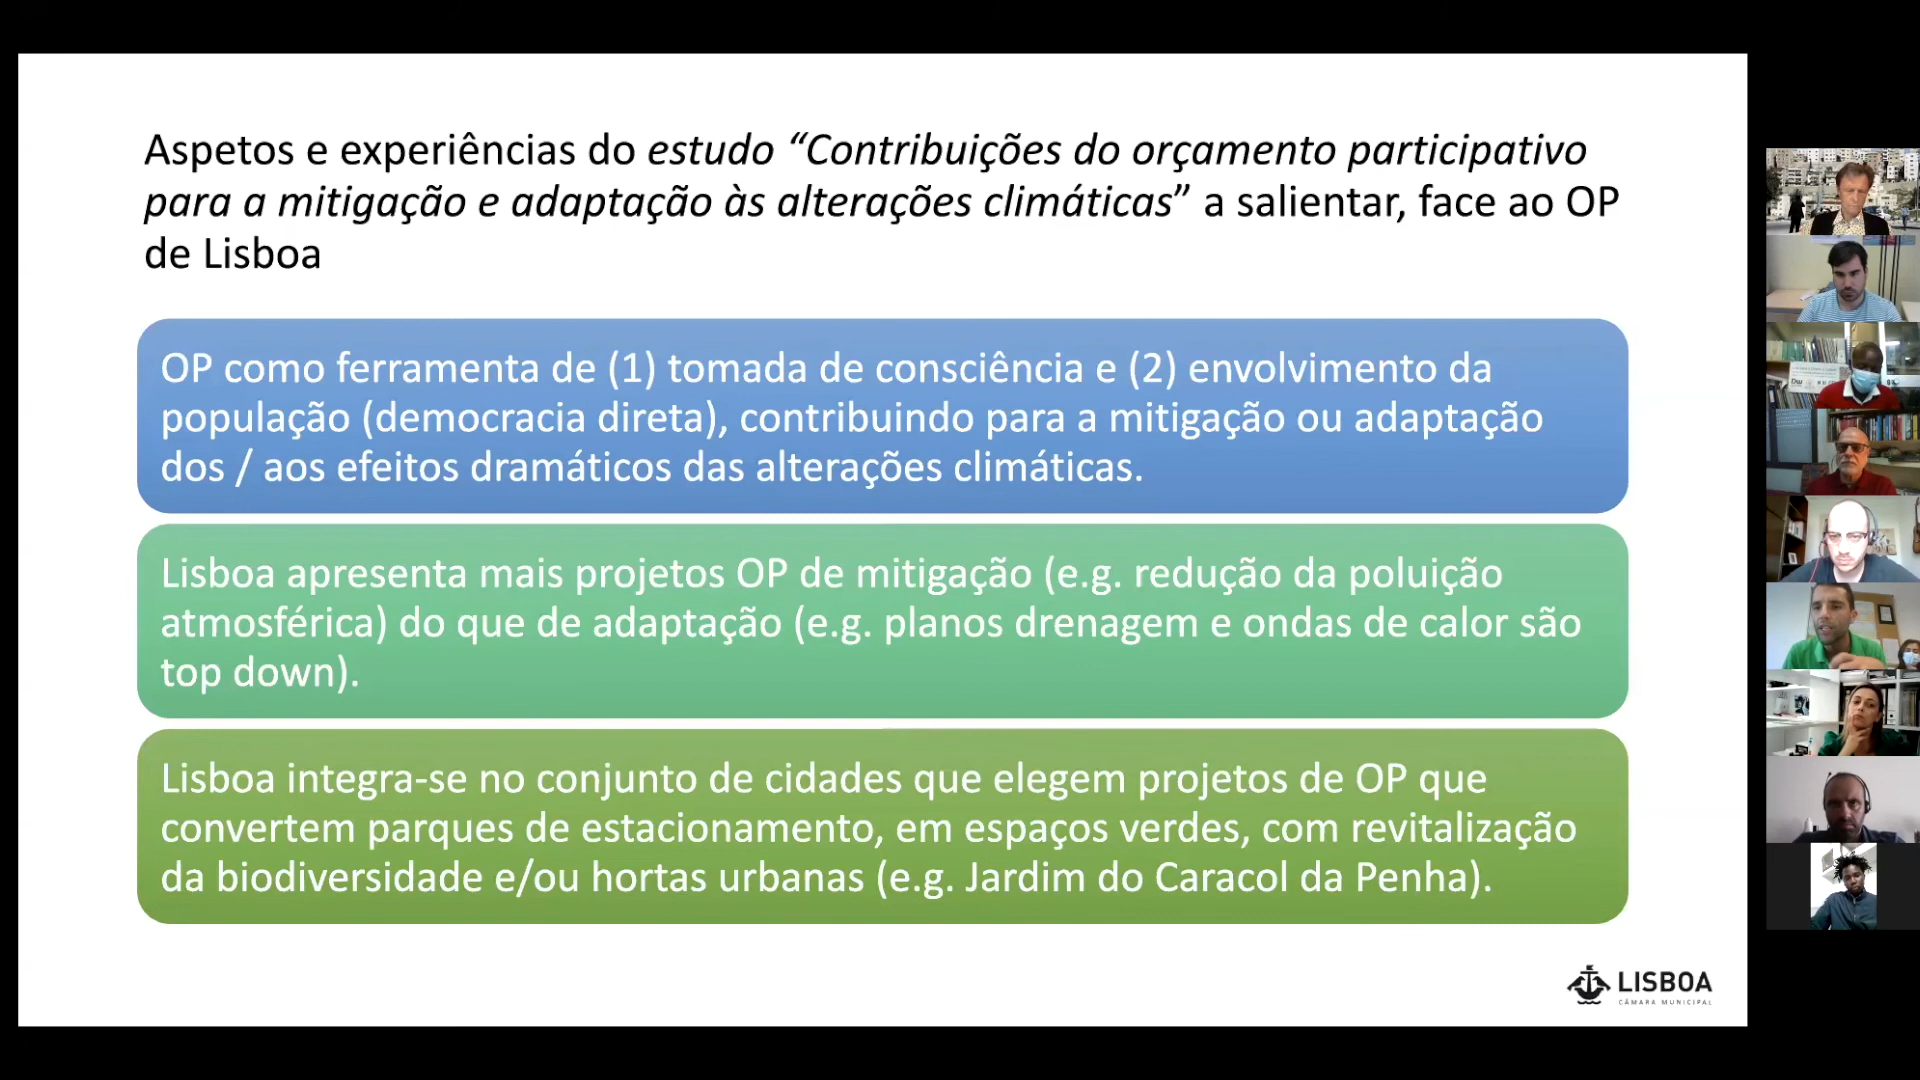 Aspetos e experiências do estudo “Contribuições do orçamento participativo
para a mitigação e adaptação às alterações climáticas” a salientar, face ao OP
de Lisboa
OP como ferramenta de (1) tomada de consciência e (2) envolvimento da
população (democracia direta), contribuindo para a mitigação ou adaptação
dos / aos efeitos dramáticos das alterações climáticas.
Lisboa apresenta mais projetos OP de mitigação (e.g. redução da poluição
atmosférica) do que de adaptação (e.g. planos drenagem e ondas de calor são
top down).
Lisboa integra-se no conjunto de cidades que elegem projetos de OP que
convertem parques de estacionamento, em espaços verdes, com revitalização
da biodiversidade e/ou hortas urbanas (e.g. Jardim do Caracol da Penha).
LISBOA
CÂMARA MUNICIPAL